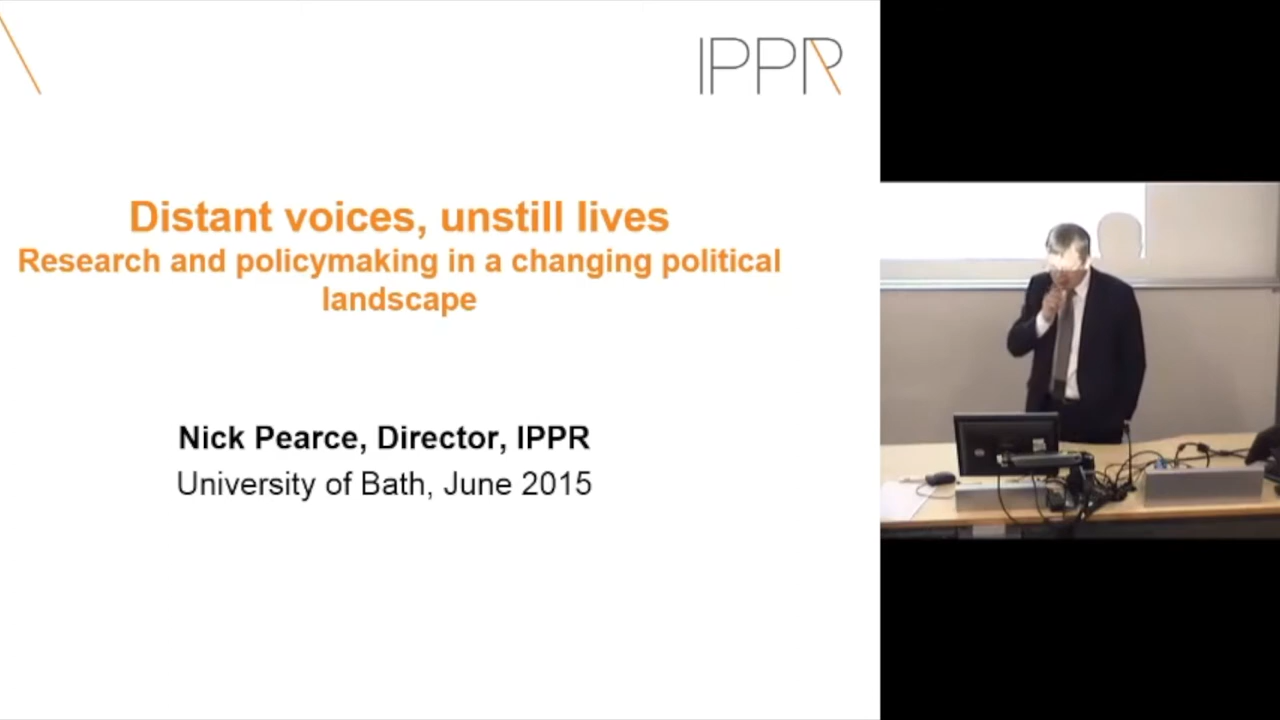 IPPR
Distant voices, unstill lives
Research and policymaking in a changing political
landscape
Nick Pearce, Director, IPPR
University of Bath, June 2015